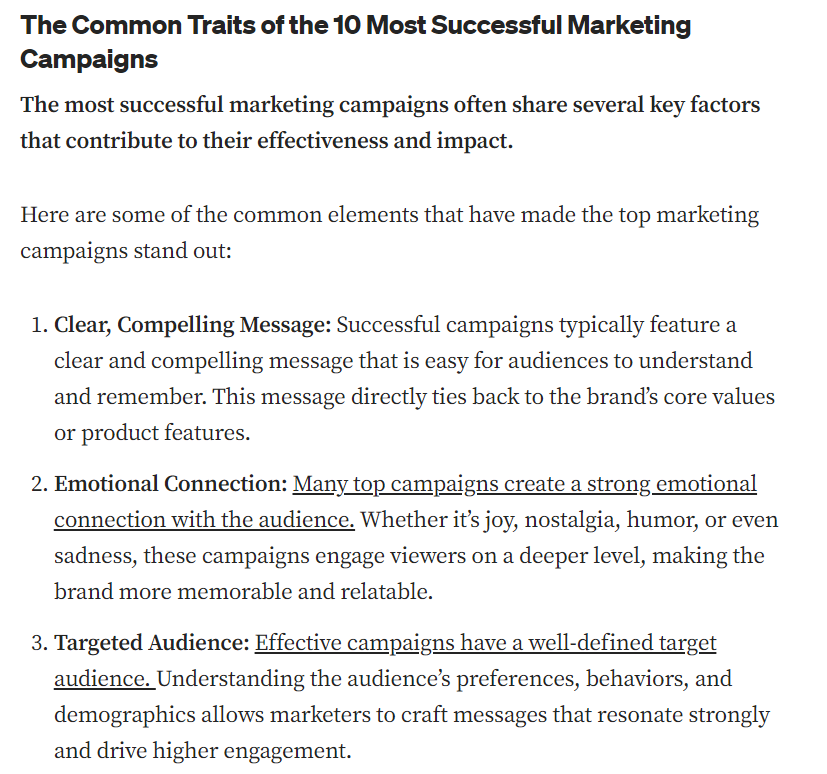 The Common Traits of the 10 Most Successful Marketing
Campaigns
The most successful marketing campaigns often share several key factors
that contribute to their effectiveness and impact.
Here are some of the common elements that have made the top marketing
campaigns stand out:
1. Clear, Compelling Message: Successful campaigns typically feature a
clear and compelling message that is easy for audiences to understand
and remember. This message directly ties back to the brand’s core values
or product features.
2. Emotional Connection: Many top campaigns create a strong emotional
connection with the audience. Whether it’s joy, nostalgia, humor, or even
sadness, these campaigns engage viewers on a deeper level, making the
brand more memorable and relatable.
3. Targeted Audience: Effective campaigns have a well-defined target
audience. Understanding the audience’s preferences, behaviors, and
demographics allows marketers to craft messages that resonate strongly
and drive higher engagement.